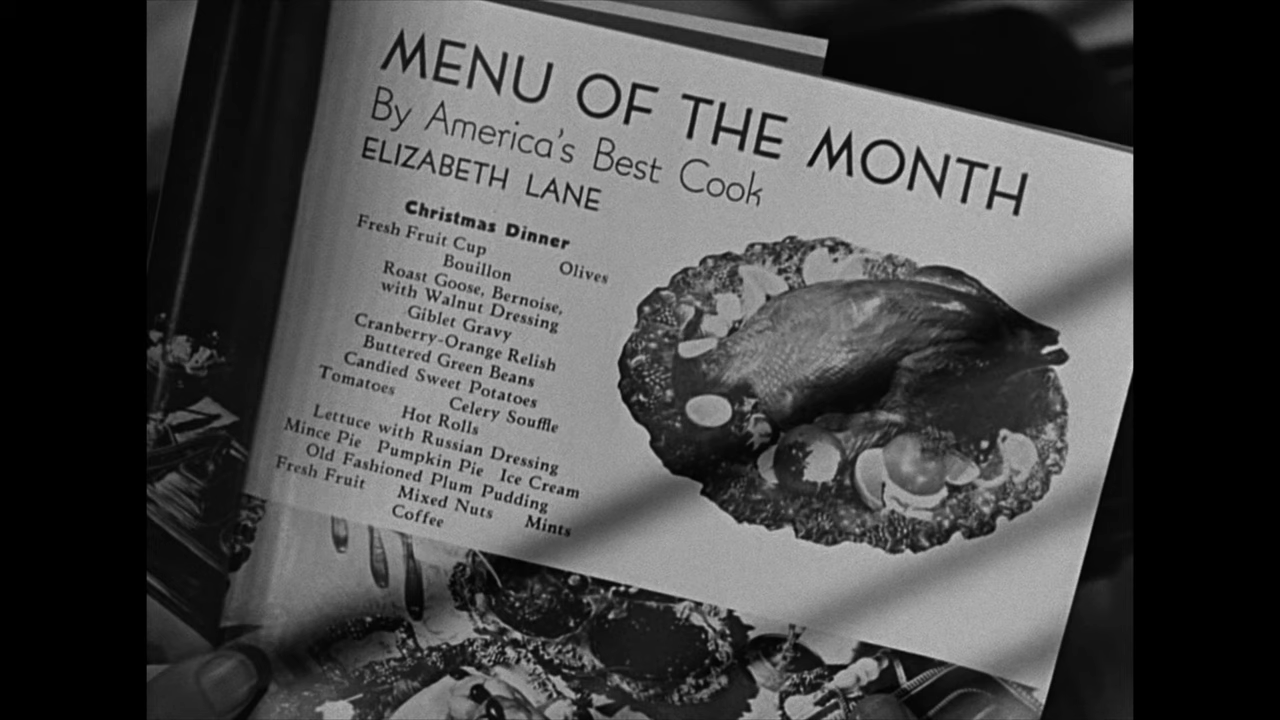 MENU OF THE MONTH
By America's Best Cook
ELIZABETH LANE
Christmas Dinner
Fresh Fruit Cup Olives
Bouillon
Roast Goose, Bernoise,
with Walnut Dressing
Giblet Gravy
Cranberry-Orange Relish
Buttered Green Beans
Candied Sweet Potatoes
Tomatoes Celery Souffle
Hot Rolls
Lettuce with Russian Dressing
Mince Pie Pumpkin Pie Ice Cream
Old Fashioned Plum Pudding
Fresh Fruit Mixed Nuts Mints
Coffee